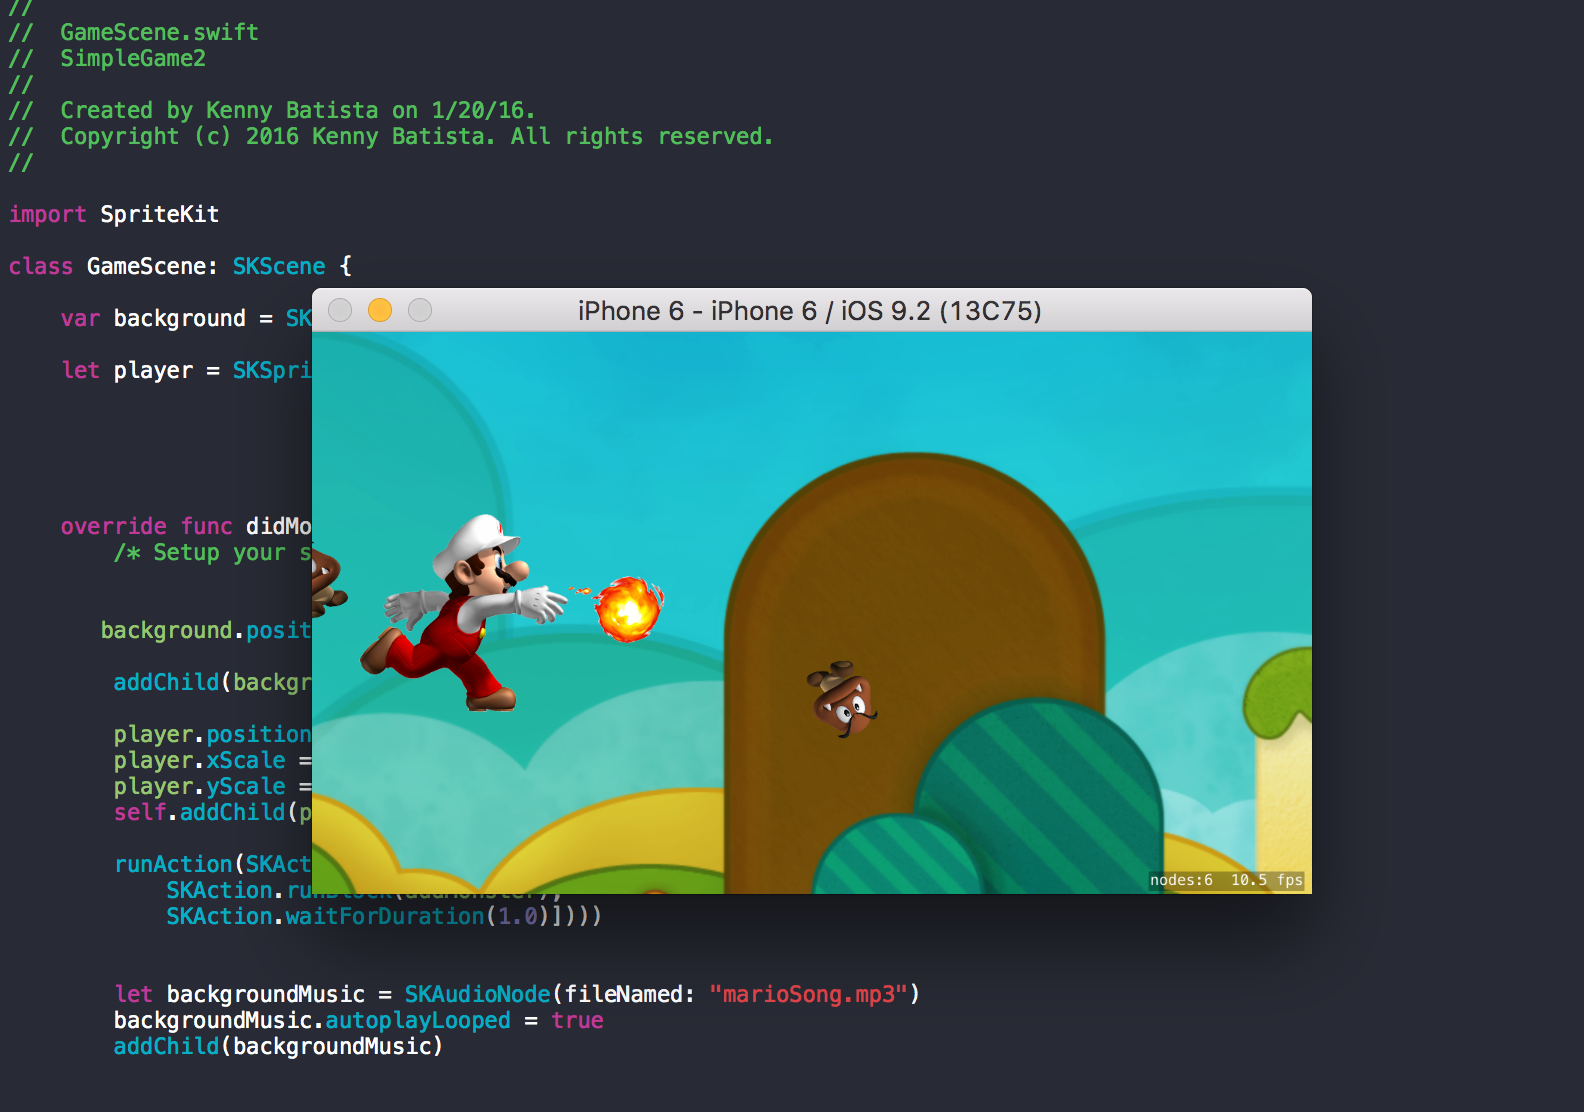 //
//  GameScene.swift
//  SimpleGame2
//
//  Created by Kenny Batista on 1/20/16.
//  Copyright (c) 2016 Kenny Batista. All rights reserved.
//
import SpriteKit
class GameScene: SKScene {
iPhone 6 - iPhone 6 / iOS 9.2 (13C75)
var background = SK
let player = SKSpri
override func didMo
/* Setup your s
background.posit
addChild(backgr
player.position
player.xScale =
player.yScale =
self.addChild(p
runAction(SKAct
nodes:6  10.5 fps
SKAction.runBlock(addMonster),
SKAction.waitForDuration(1.0)])))
let backgroundMusic = SKAudioNode(fileNamed: "marioSong.mp3")
backgroundMusic.autoplayLooped = true
addChild(backgroundMusic)